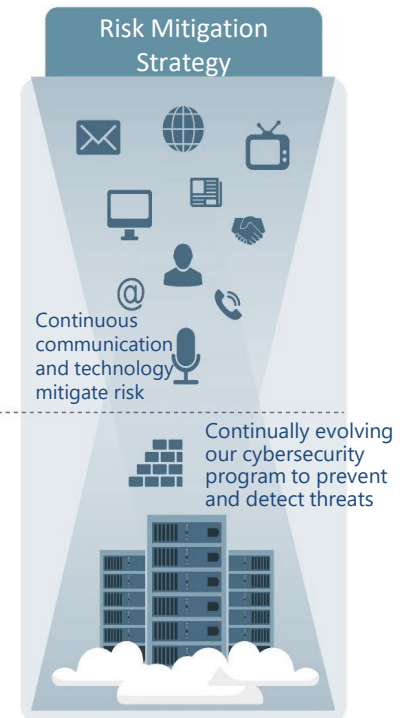 Risk Mitigation
Strategy
@
Continuous
communication
and technology
mitigate risk
Continually evolving
our cybersecurity
program to prevent
and detect threats